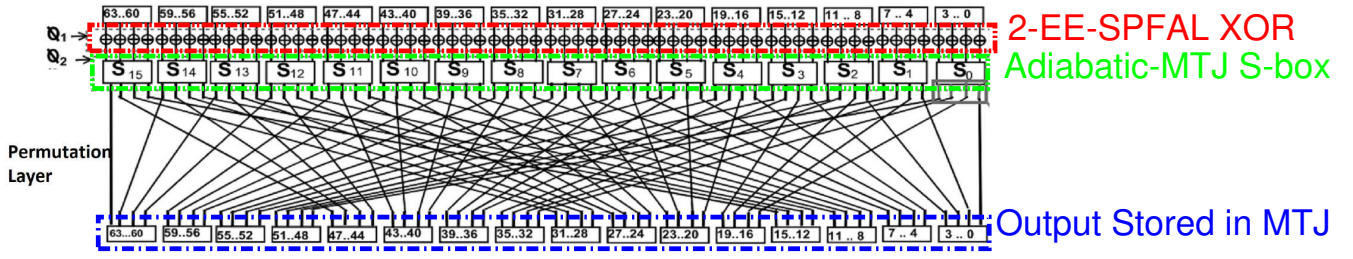 63..60 59..56 55..52 51..48 47..44 43..40 39..36 35..32 31..28 27..24 23..20 19..16 15..12 11 .. 8 7 .. 4 3 .. 0
Ø1 2-EE-SPFAL XOR
Ø2 S15 S14 S13 S12 S11 S10 S9 S8 S7 S6 S5 S4 S3 S2 S1 S0 Adiabatic-MTJ S-box
Permutation
Layer
63...60 59..56 55..52 51..48 47..44 43..40 39..36 35..32 31..28 27..24 23..20 19..16 15..12 11 .. 8 7 .. 4 3 .. 0 Output Stored in MTJ